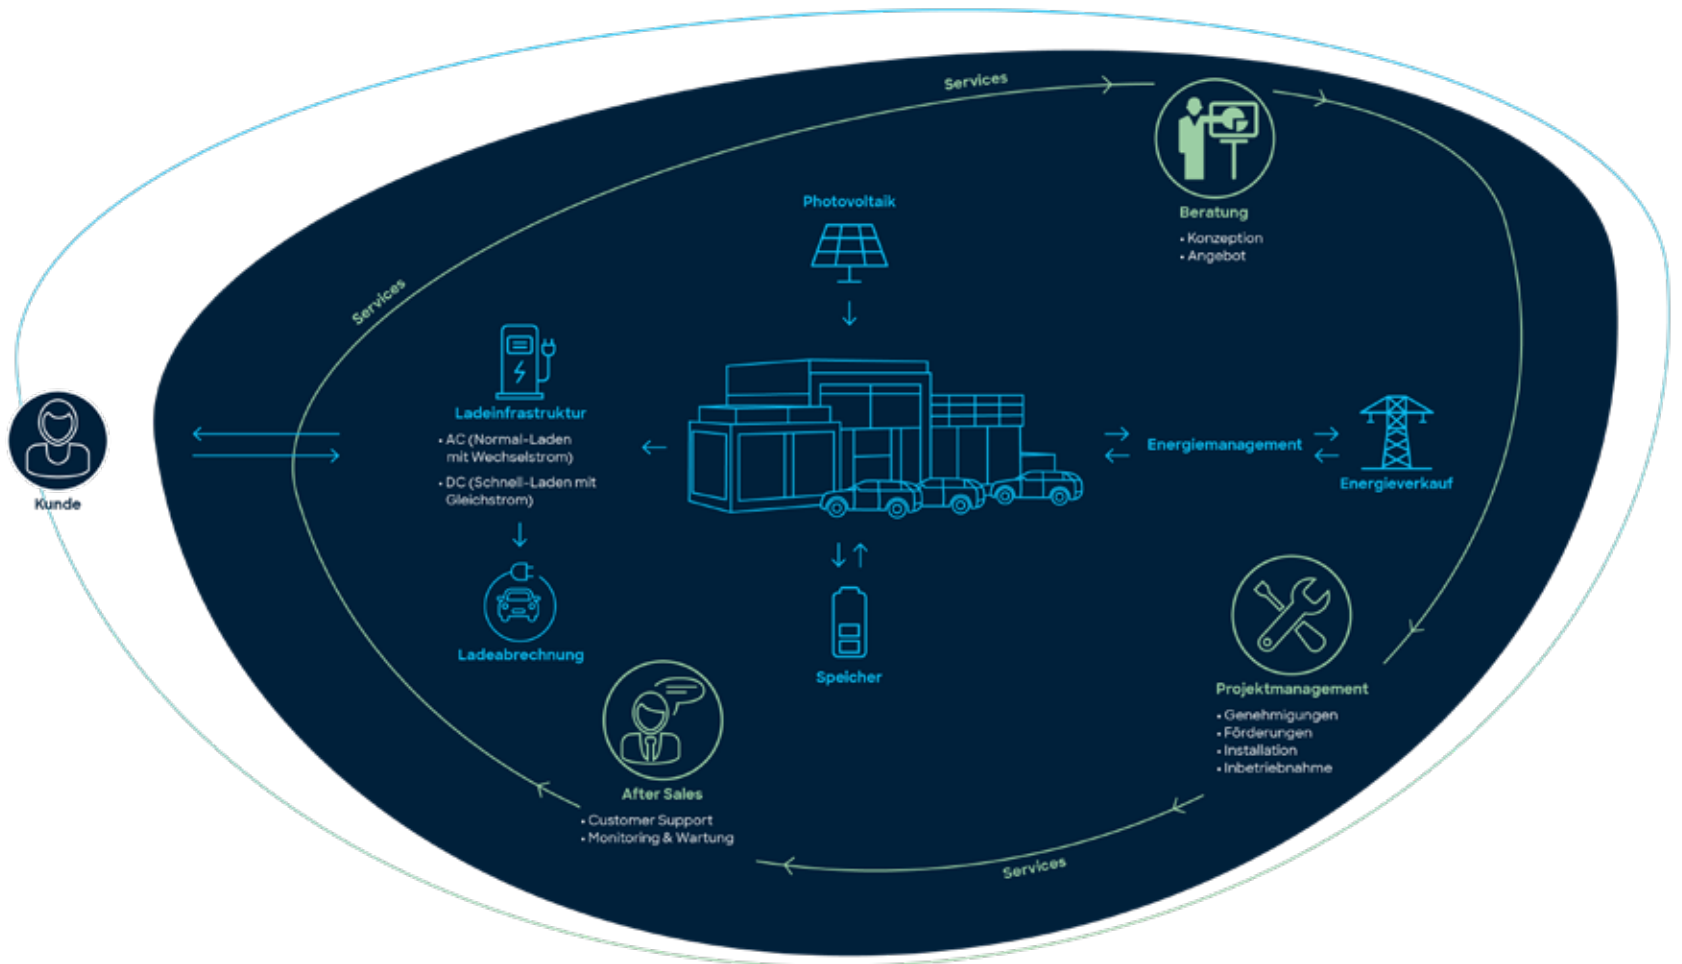 Services
Beratung
• Konzeption
• Angebot
Photovoltaik
Services
Ladeinfrastruktur
• AC (Normal-Laden
mit Wechselstrom)
• DC (Schnell-Laden mit
Gleichstrom)
Ladeabrechnung
Kunde
Energiemanagement
Energieverkauf
Speicher
Projektmanagement
• Genehmigungen
• Förderungen
• Installation
• Inbetriebnahme
After Sales
• Customer Support
• Monitoring & Wartung
Services